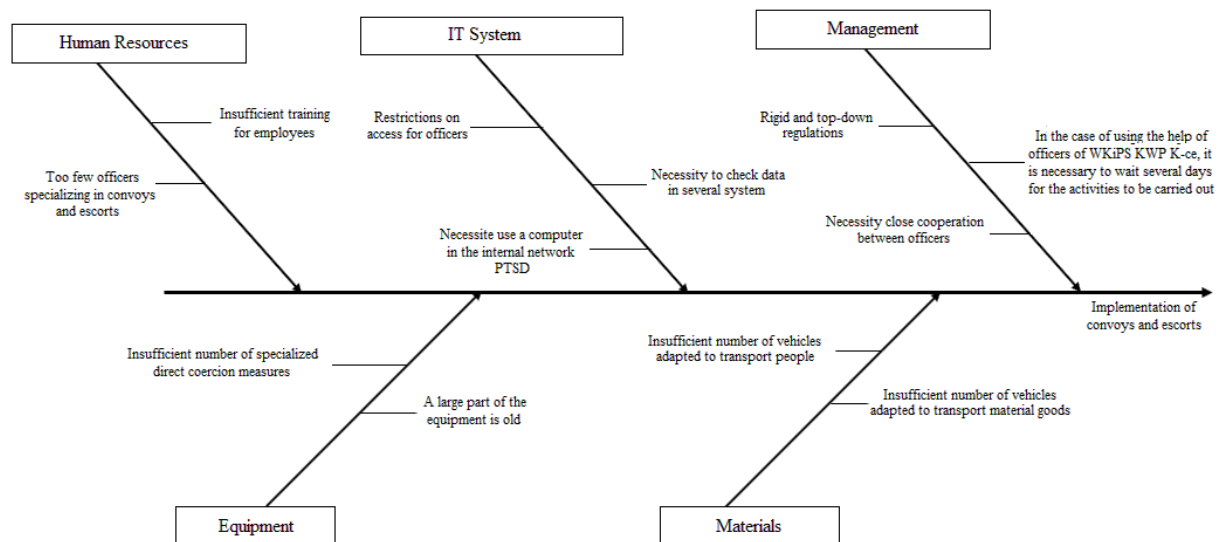 Human Resources
IT System
Management
Insufficient training
for employees
Too few officers
specializing in convoys
and escorts
Restrictions on
access for officers
Necessity to check data
in several system
Necessite use a computer
in the internal network
PTSD
Rigid and top-down
regulations
In the case of using the help of
officers of WKiPS KWP K-ce, it
is necessary to wait several days
for the activities to be carried out
Necessity close cooperation
between officers
Implementation of
convoys and escorts
Insufficient number of specialized
direct coercion measures
A large part of the
equipment is old
Insufficient number of vehicles
adapted to transport people
Insufficient number of vehicles
adapted to transport material goods
Equipment
Materials